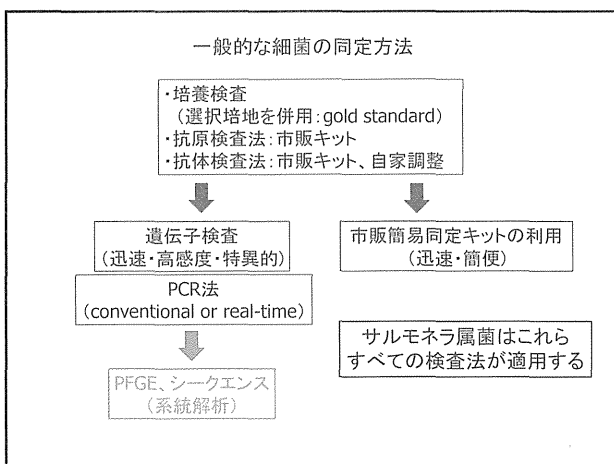 一般的な細菌の同定方法
・培養検査
（選択培地を併用：gold standard）
・抗原検査法：市販キット
・抗体検査法：市販キット、自家調整
遺伝子検査
（迅速・高感度・特異的）
PCR法
(conventional or real-time)
PFGE、シークエンス
（系統解析）
市販簡易同定キットの利用
（迅速・簡便）
サルモネラ属菌はこれら
すべての検査法が適用する